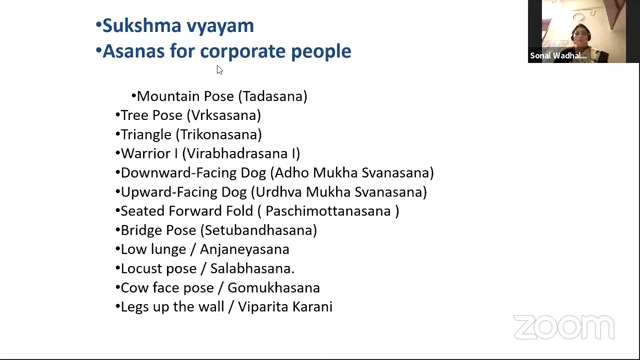 •Sukshma vyayam
•Asanas for corporate people
•Mountain Pose (Tadasana)
•Tree Pose (Vrksasana)
•Triangle (Trikonasana)
•Warrior I (Virabhadrasana I)
•Downward-Facing Dog (Adho Mukha Svanasana)
•Upward-Facing Dog (Urdhva Mukha Svanasana)
•Seated Forward Fold ( Paschimottanasana )
•Bridge Pose (Setubandhasana)
•Low lunge / Anjaneyasana
•Locust pose / Salabhasana.
•Cow face pose / Gomukhasana
•Legs up the wall / Viparita Karani
Sonal Wadhal...
zoom